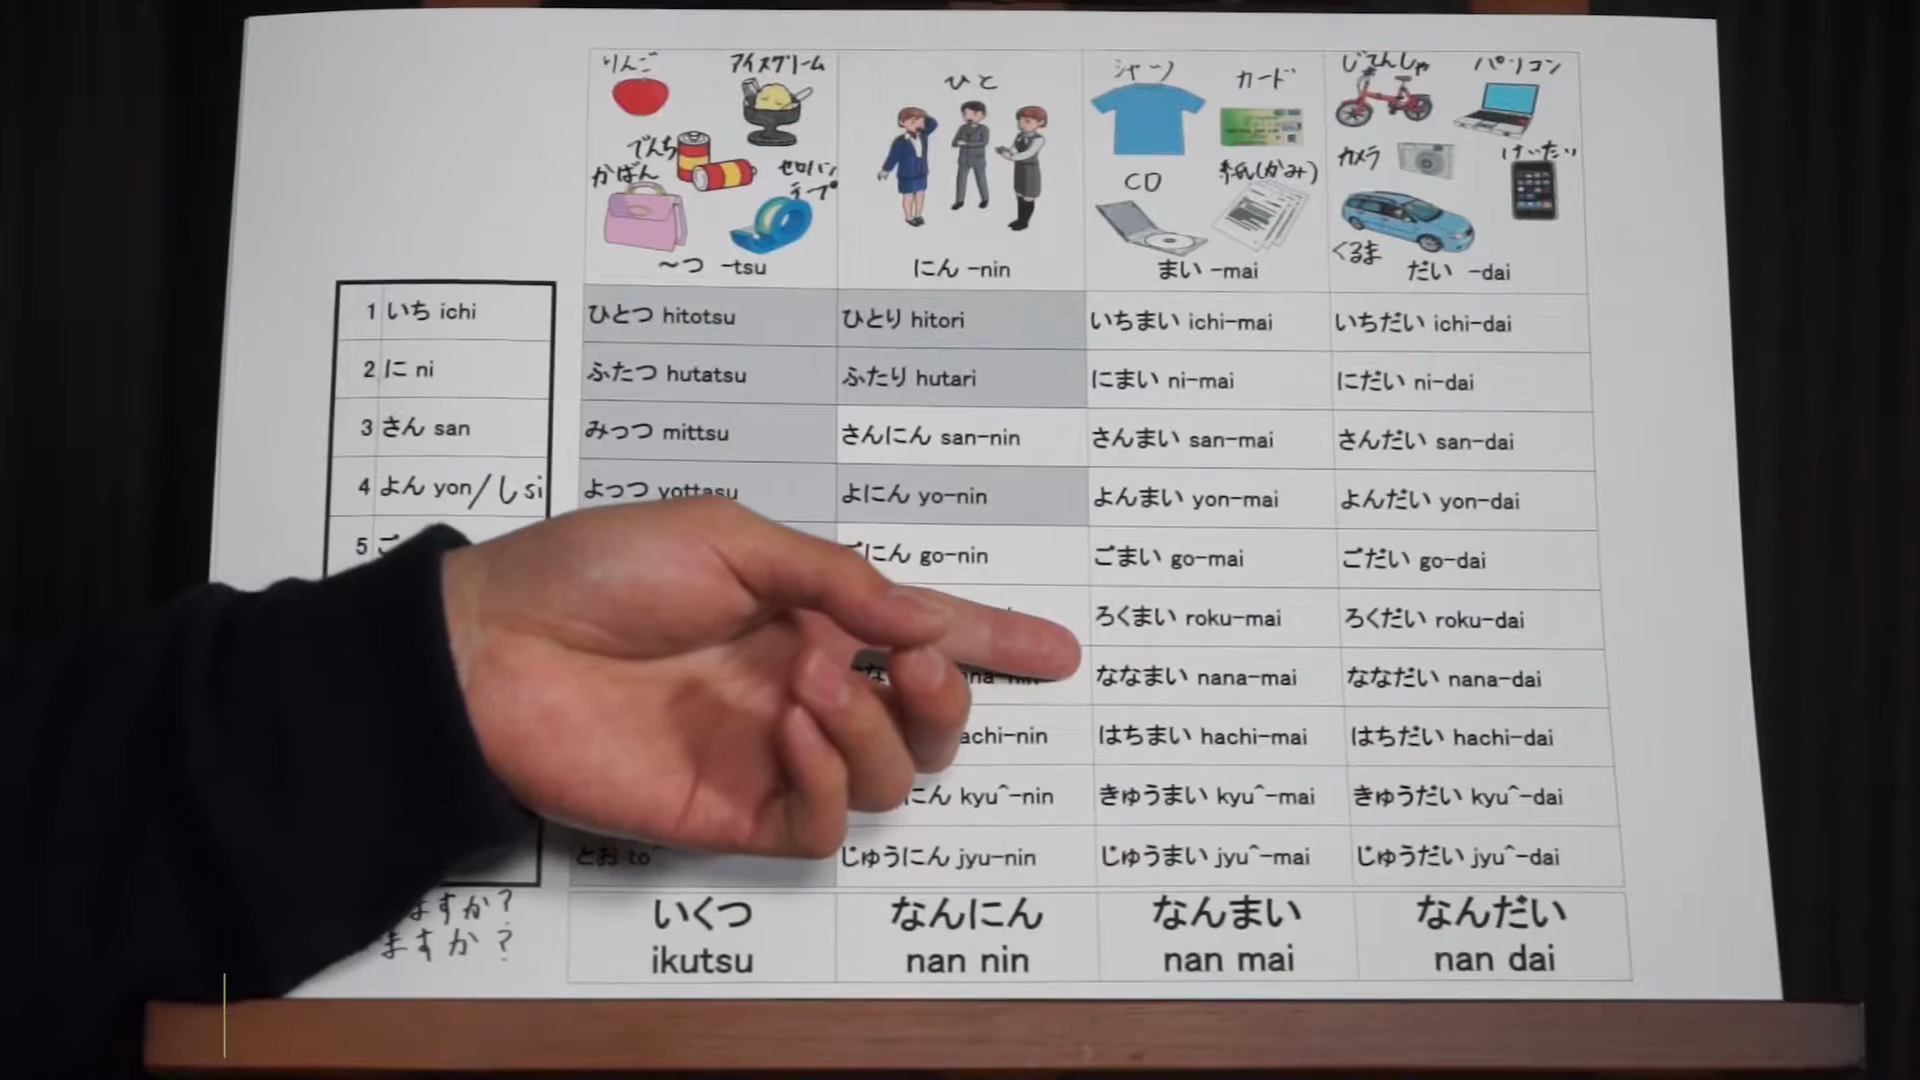 りんご アイスクリーム
でんち
かばん セロハン
テープ
〜つ -tsu
ひと
にん -nin
シャツ カード
CD 紙(かみ)
まい -mai
じてんしゃ パソコン
カメラ けいたい
くるま だい -dai
1 いち ichi ひとつ hitotsu ひとり hitori いちまい ichi-mai いちだい ichi-dai
2 に ni ふたつ hutatsu ふたり hutari にまい ni-mai にだい ni-dai
3 さん san みっつ mittsu さんにん san-nin さんまい san-mai さんだい san-dai
4 よん yon/し si よっつ yottasu よにん yo-nin よんまい yon-mai よんだい yon-dai
5 ごにん go-nin ごまい go-mai ごだい go-dai
ろくまい roku-mai ろくだい roku-dai
ななまい nana-mai ななだい nana-dai
achi-nin はちまい hachi-mai はちだい hachi-dai
にん kyu^-nin きゅうまい kyu^-mai きゅうだい kyu^-dai
とお to^ じゅうにん jyu-nin じゅうまい jyu^-mai じゅうだい jyu^-dai
ますか? いくつ なんにん なんまい なんだい
ますか? ikutsu nan nin nan mai nan dai